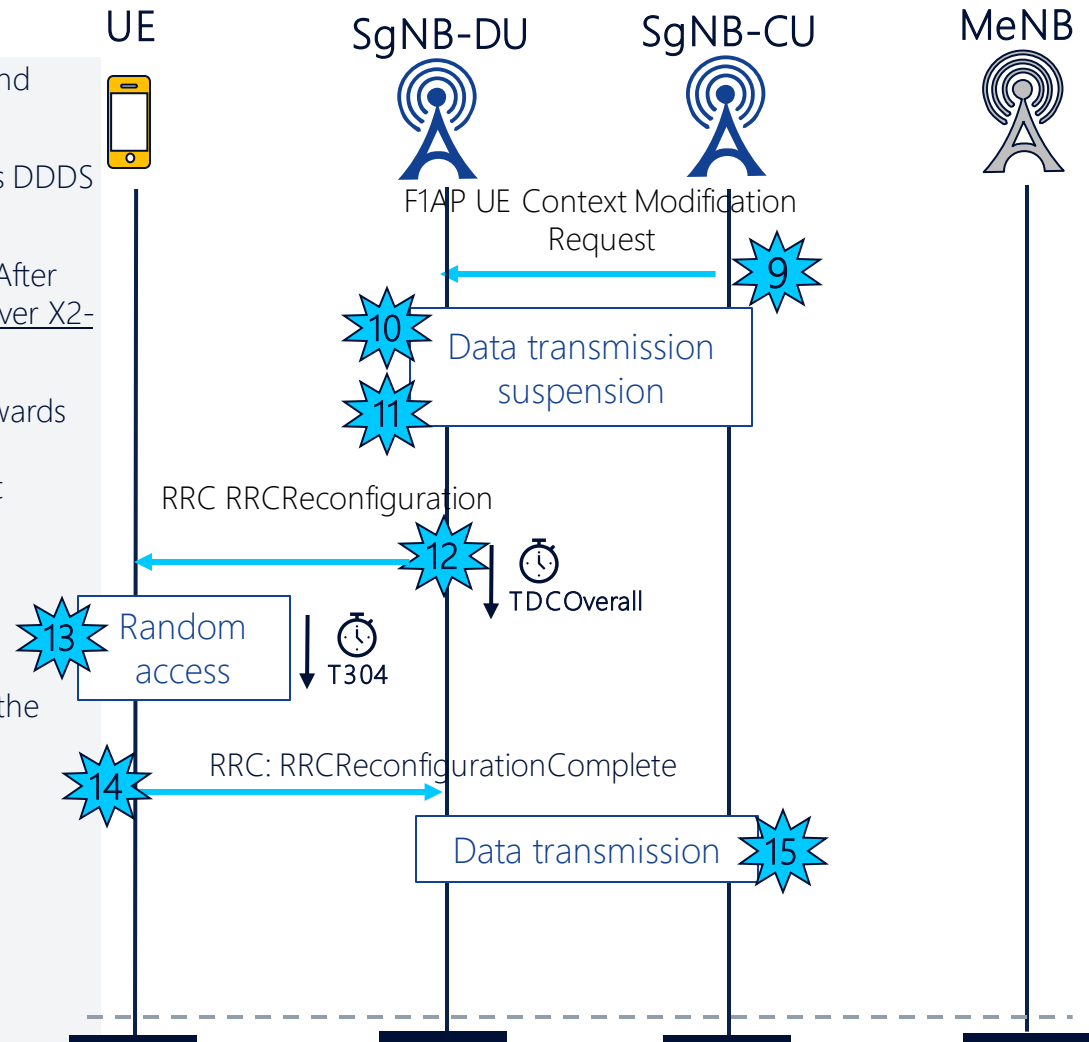 UE
SgNB-DU
SgNB-CU
MeNB
nd
s DDDS
After
ver X2-
wards
t
the
F1AP UE Context Modification
Request
9
10
Data transmission
suspension
11
RRC RRCReconfiguration
12
TDCOverall
13
Random
access
T304
14
RRC: RRCReconfigurationComplete
Data transmission
15